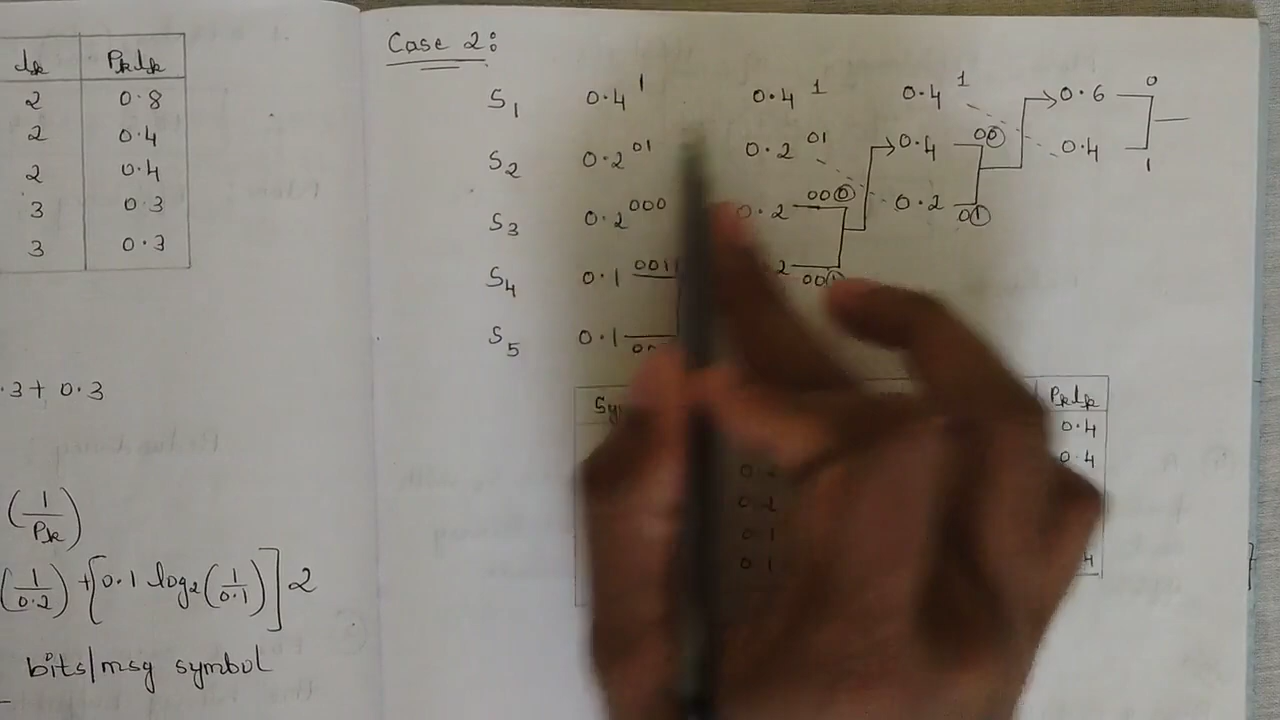 lk Pklk
2 0.8
2 0.4
2 0.4
3 0.3
3 0.3
.3 + 0.3
(1/Pk)
(1/0.2) + [0.1 log2 (1/0.1)] 2
bits/msg symbol
Case 2:
S1 0.4 1 0.4 1 0.4 1 0.6 0
S2 0.2 01 0.2 01 0.4 00 0.4 1
S3 0.2 000 0.2 000 0.2 01
S4 0.1 0011 2 001
S5 0.1
Pklk
0.4
0.4
0.2
0.1
0.1 4